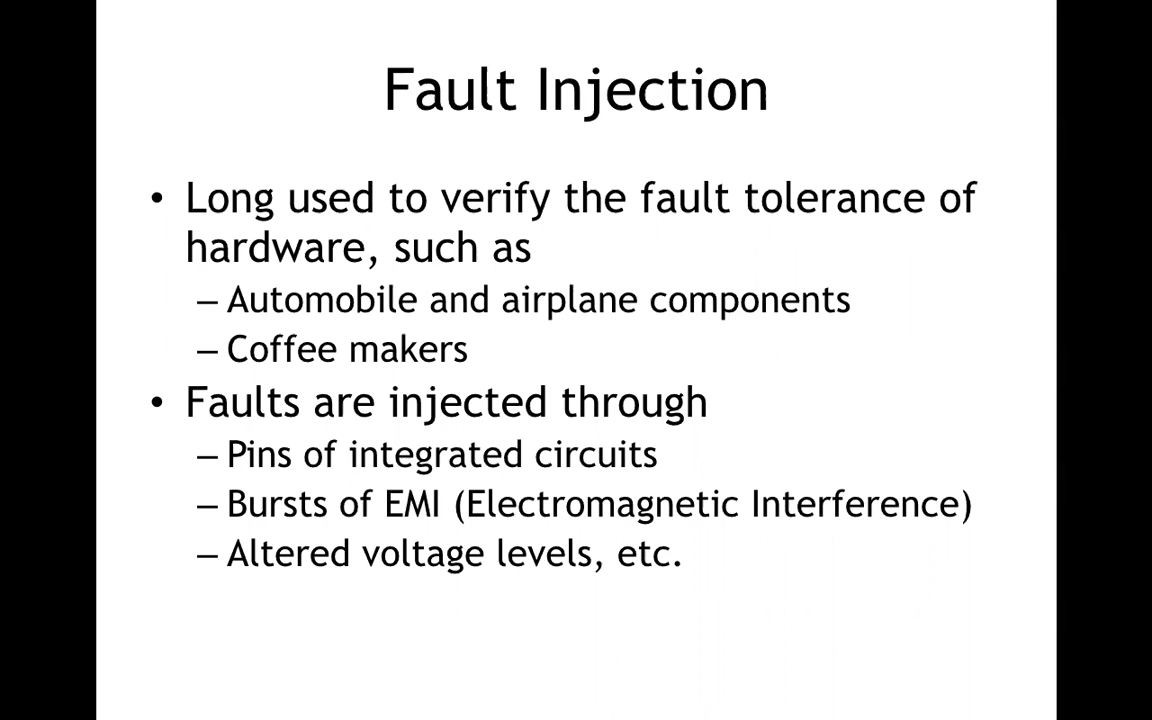 Fault Injection
• Long used to verify the fault tolerance of
hardware, such as
– Automobile and airplane components
– Coffee makers
• Faults are injected through
– Pins of integrated circuits
– Bursts of EMI (Electromagnetic Interference)
– Altered voltage levels, etc.